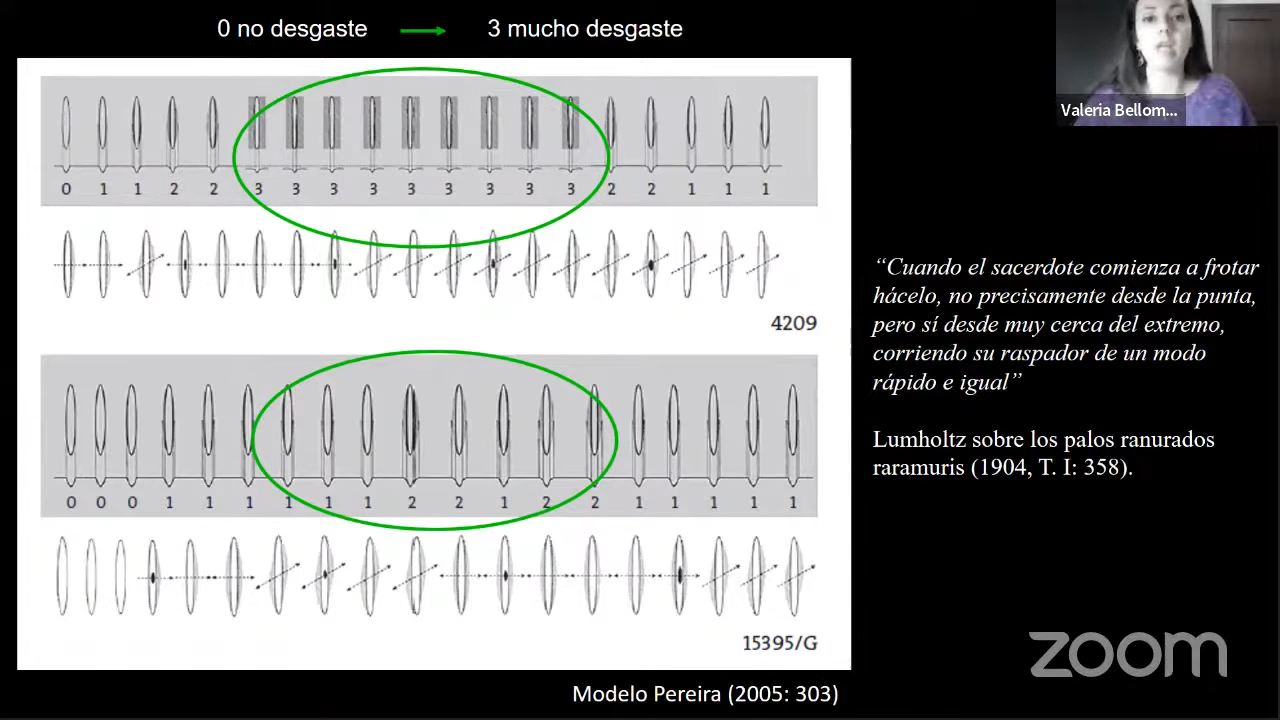 0 no desgaste 3 mucho desgaste
Valeria Bellom...
0 1 1 2 2 3 3 3 3 3 3 3 3 3 2 2 1 1 1
4209
“Cuando el sacerdote comienza a frotar
hácelo, no precisamente desde la punta,
pero sí desde muy cerca del extremo,
corriendo su raspador de un modo
rápido e igual”
Lumholtz sobre los palos ranurados
raramuris (1904, T. I: 358).
0 0 0 1 1 1 1 1 1 2 2 1 2 2 1 1 1 1 1
15395/G
zoom
Modelo Pereira (2005: 303)